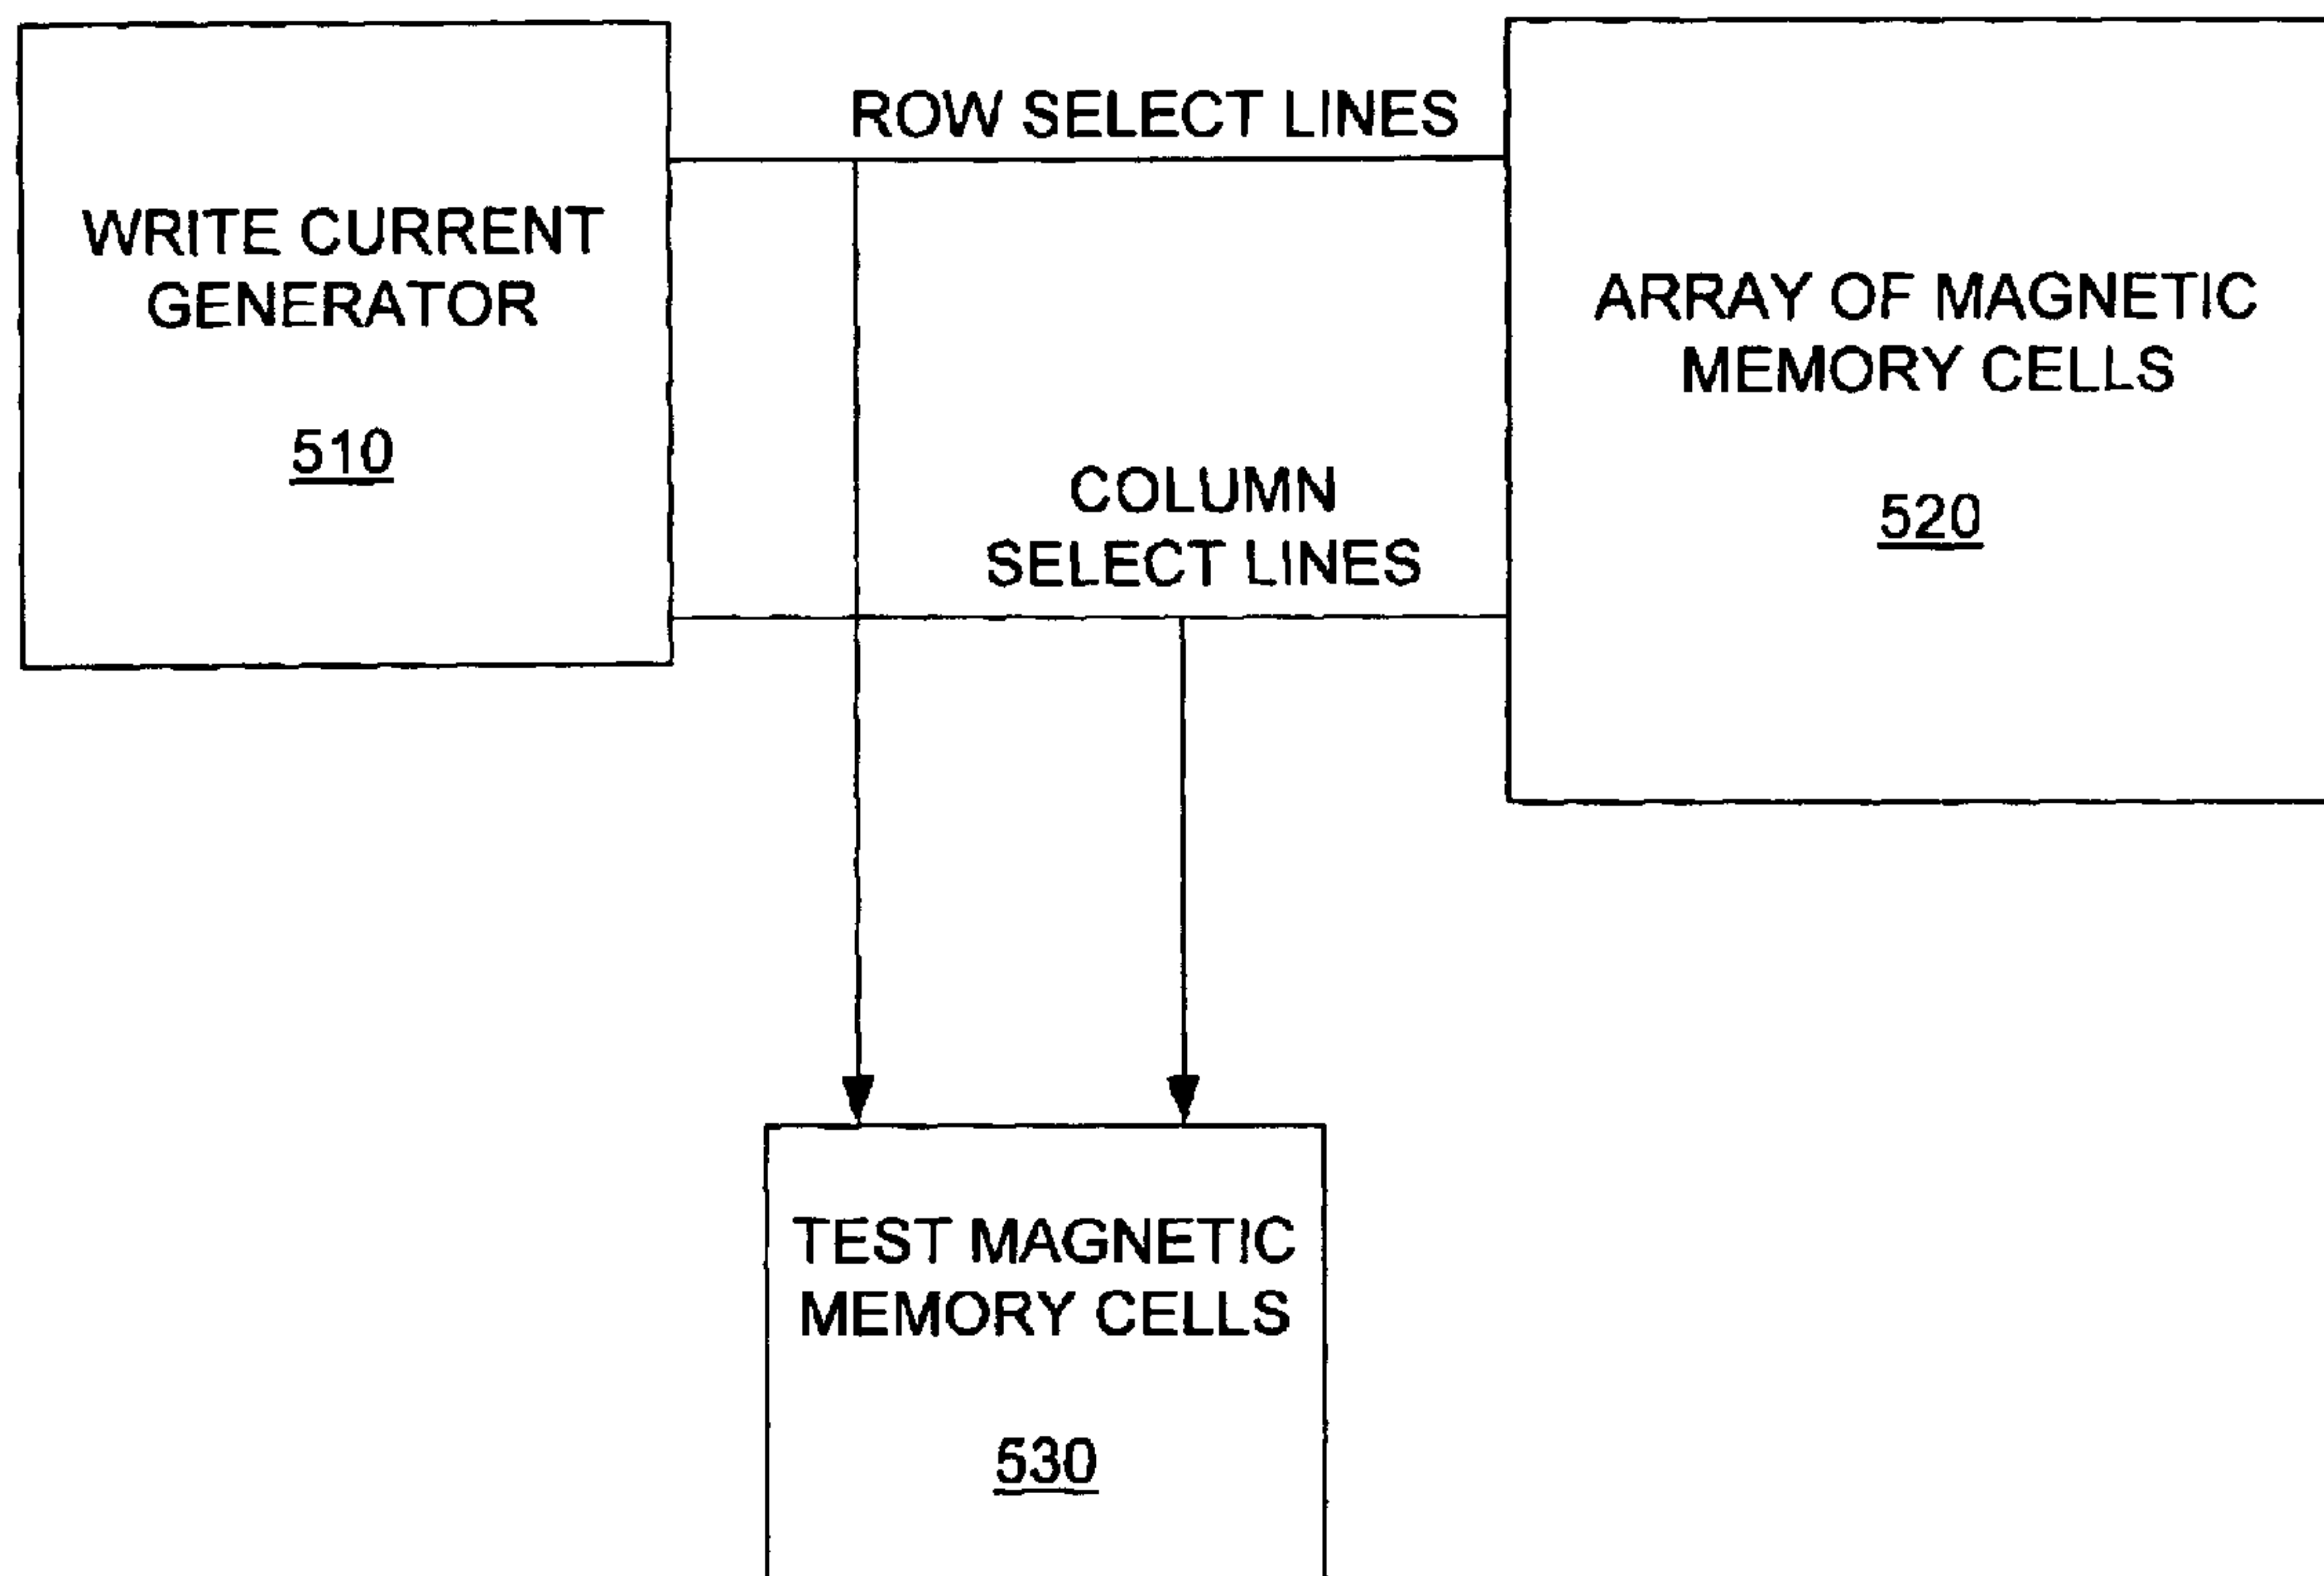 ROW SELECT LINES
WRITE CURRENT
GENERATOR
510
ARRAY OF MAGNETIC
MEMORY CELLS
520
COLUMN
SELECT LINES
TEST MAGNETIC
MEMORY CELLS
530